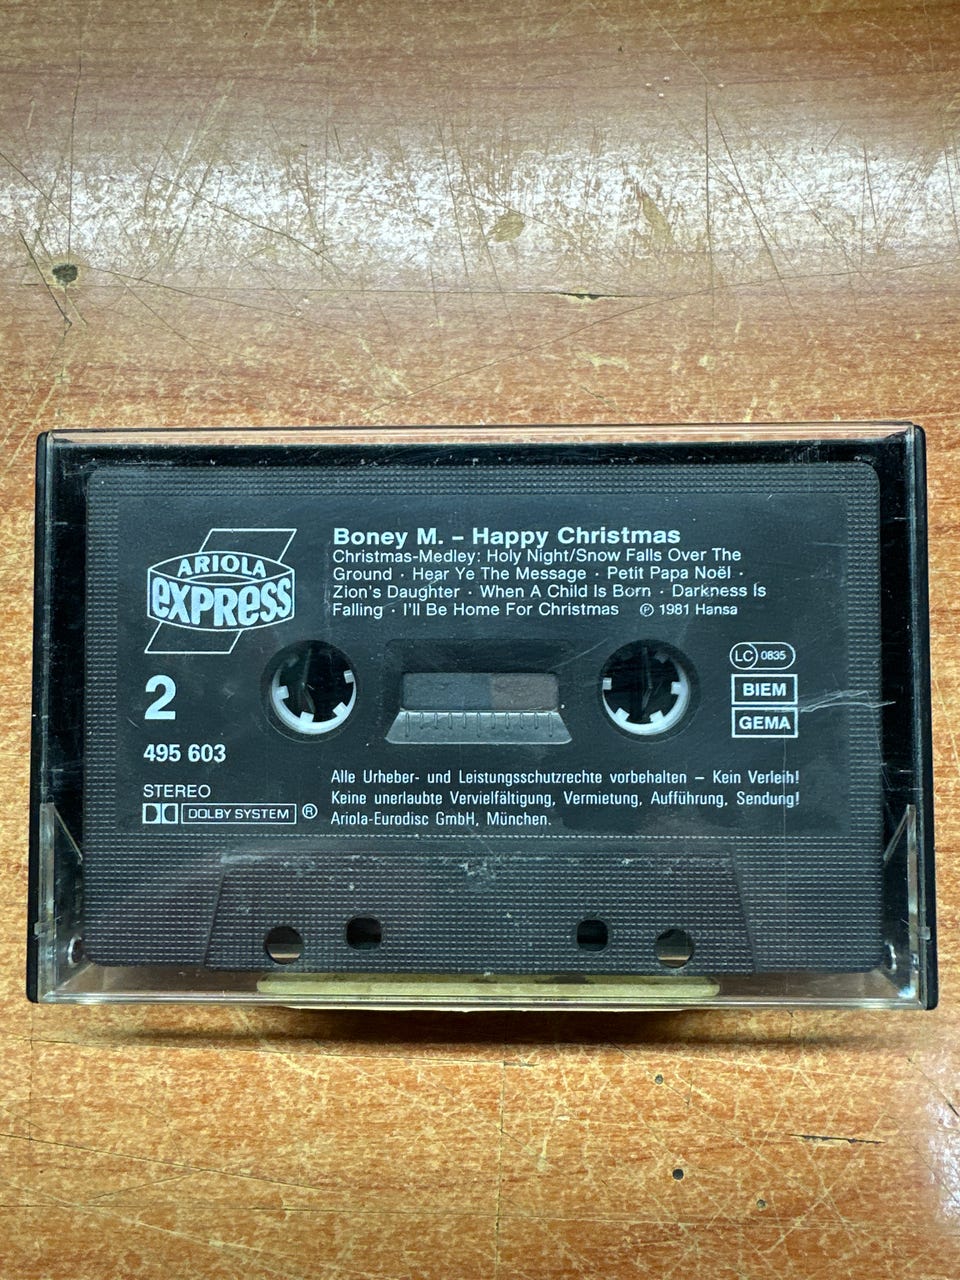 ARIOLA
express
Boney M. – Happy Christmas
Christmas-Medley: Holy Night/Snow Falls Over The
Ground · Hear Ye The Message · Petit Papa Noël ·
Zion's Daughter · When A Child Is Born · Darkness Is
Falling · I'll Be Home For Christmas ℗ 1981 Hansa
2
495 603
LC 0835
BIEM
GEMA
STEREO
DOLBY SYSTEM ®
Alle Urheber- und Leistungsschutzrechte vorbehalten – Kein Verleih!
Keine unerlaubte Vervielfältigung, Vermietung, Aufführung, Sendung!
Ariola-Eurodisc GmbH, München.